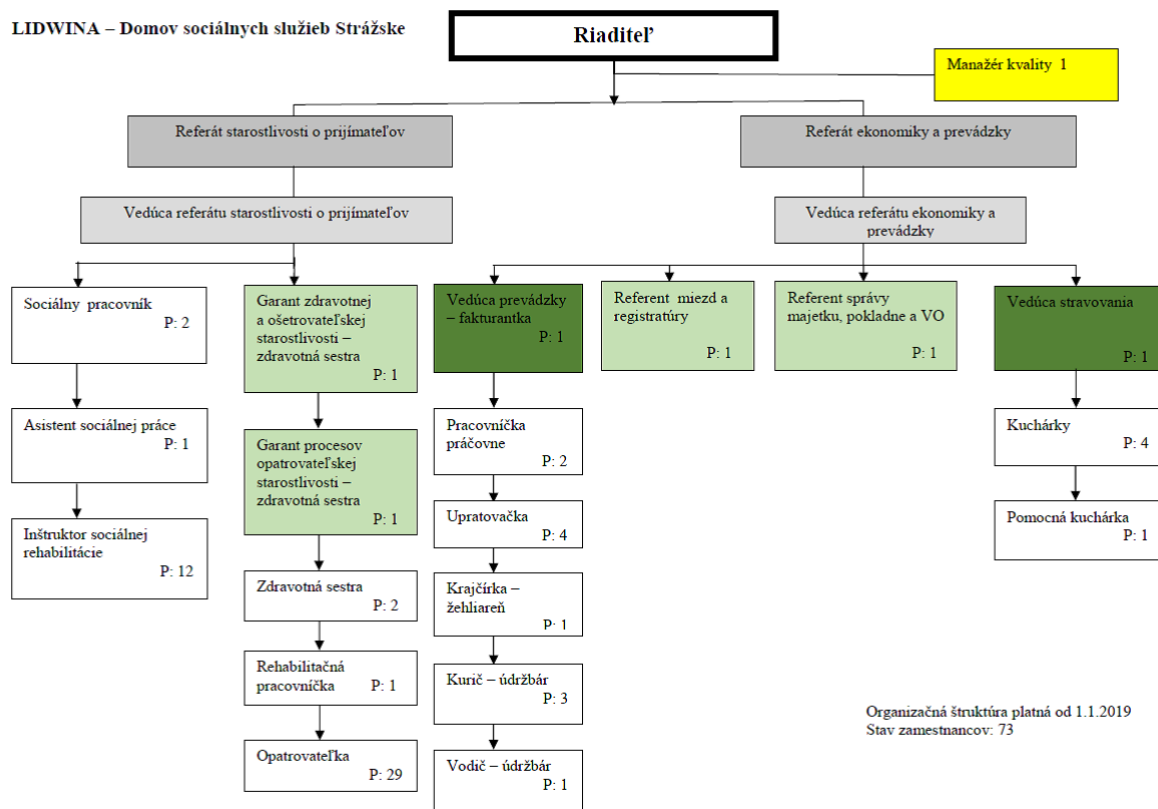 LIDWINA – Domov sociálnych služieb Strážske
Riaditeľ
Manažér kvality  1
Referát starostlivosti o prijímateľov
Referát ekonomiky a prevádzky
Vedúca referátu starostlivosti o prijímateľov
Vedúca referátu ekonomiky a
prevádzky
Sociálny  pracovník
P: 2
Asistent sociálnej práce
P: 1
Inštruktor sociálnej
rehabilitácie
P: 12
Garant zdravotnej
a ošetrovateľskej
starostlivosti –
zdravotná sestra
P: 1
Garant procesov
opatrovateľskej
starostlivosti –
zdravotná sestra
P: 1
Zdravotná sestra
P: 2
Rehabilitačná
pracovníčka P: 1
Opatrovateľka
P: 29
Vedúca prevádzky
– fakturantka
P: 1
Pracovníčka
práčovne
P: 2
Upratovačka
P: 4
Krajčírka –
žehliareň
P: 1
Kurič – údržbár
P: 3
Vodič – údržbár
P: 1
Referent  miezd a
registratúry
P: 1
Referent správy
majetku, pokladne a VO
P: 1
Vedúca stravovania
P: 1
Kuchárky
P: 4
Pomocná kuchárka
P: 1
Organizačná štruktúra platná od 1.1.2019
Stav zamestnancov: 73